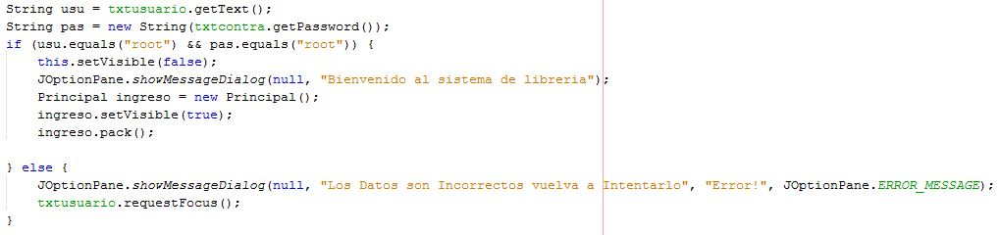 String usu = txtusuario.getText();
String pas = new String(txtcontra.getPassword());
if (usu.equals("root") && pas.equals("root")) {
    this.setVisible(false);
    JOptionPane.showMessageDialog(null, "Bienvenido al sistema de libreria");
    Principal ingreso = new Principal();
    ingreso.setVisible(true);
    ingreso.pack();
} else {
    JOptionPane.showMessageDialog(null, "Los Datos son Incorrectos vuelva a Intentarlo", "Error!", JOptionPane.ERROR_MESSAGE);
    txtusuario.requestFocus();
}